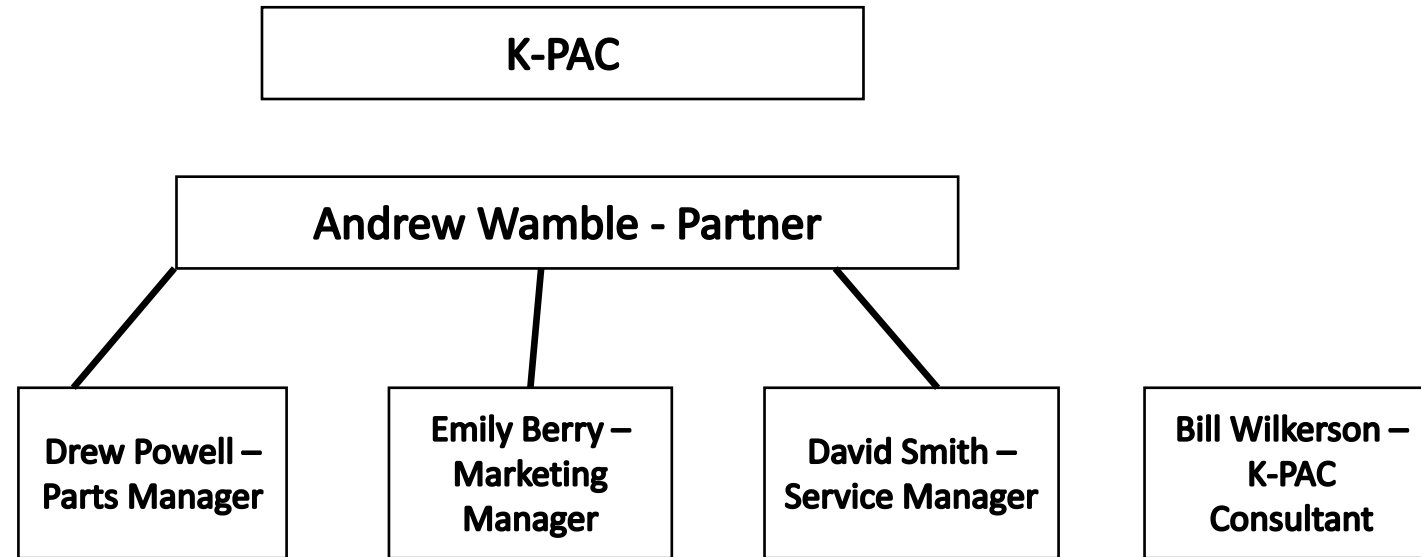 K-PAC
Andrew Wamble - Partner
Drew Powell –
Parts Manager
Emily Berry –
Marketing
Manager
David Smith –
Service Manager
Bill Wilkerson –
K-PAC
Consultant